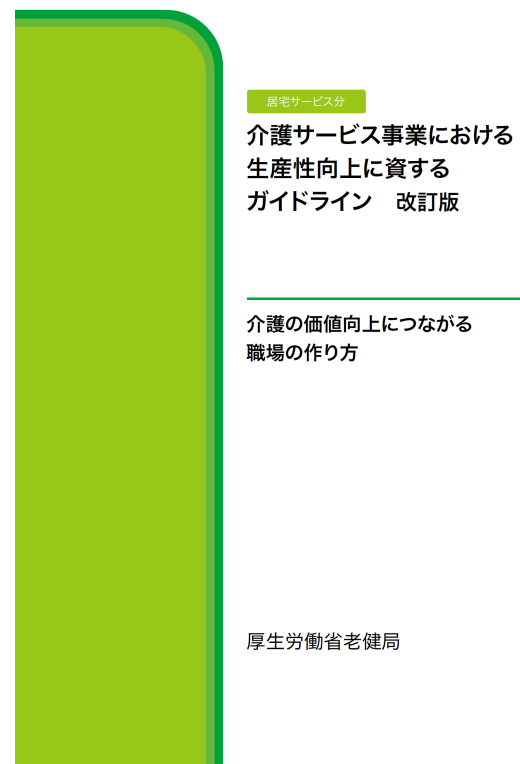 居宅サービス分
介護サービス事業における
生産性向上に資する
ガイドライン　改訂版
介護の価値向上につながる
職場の作り方
厚生労働省老健局